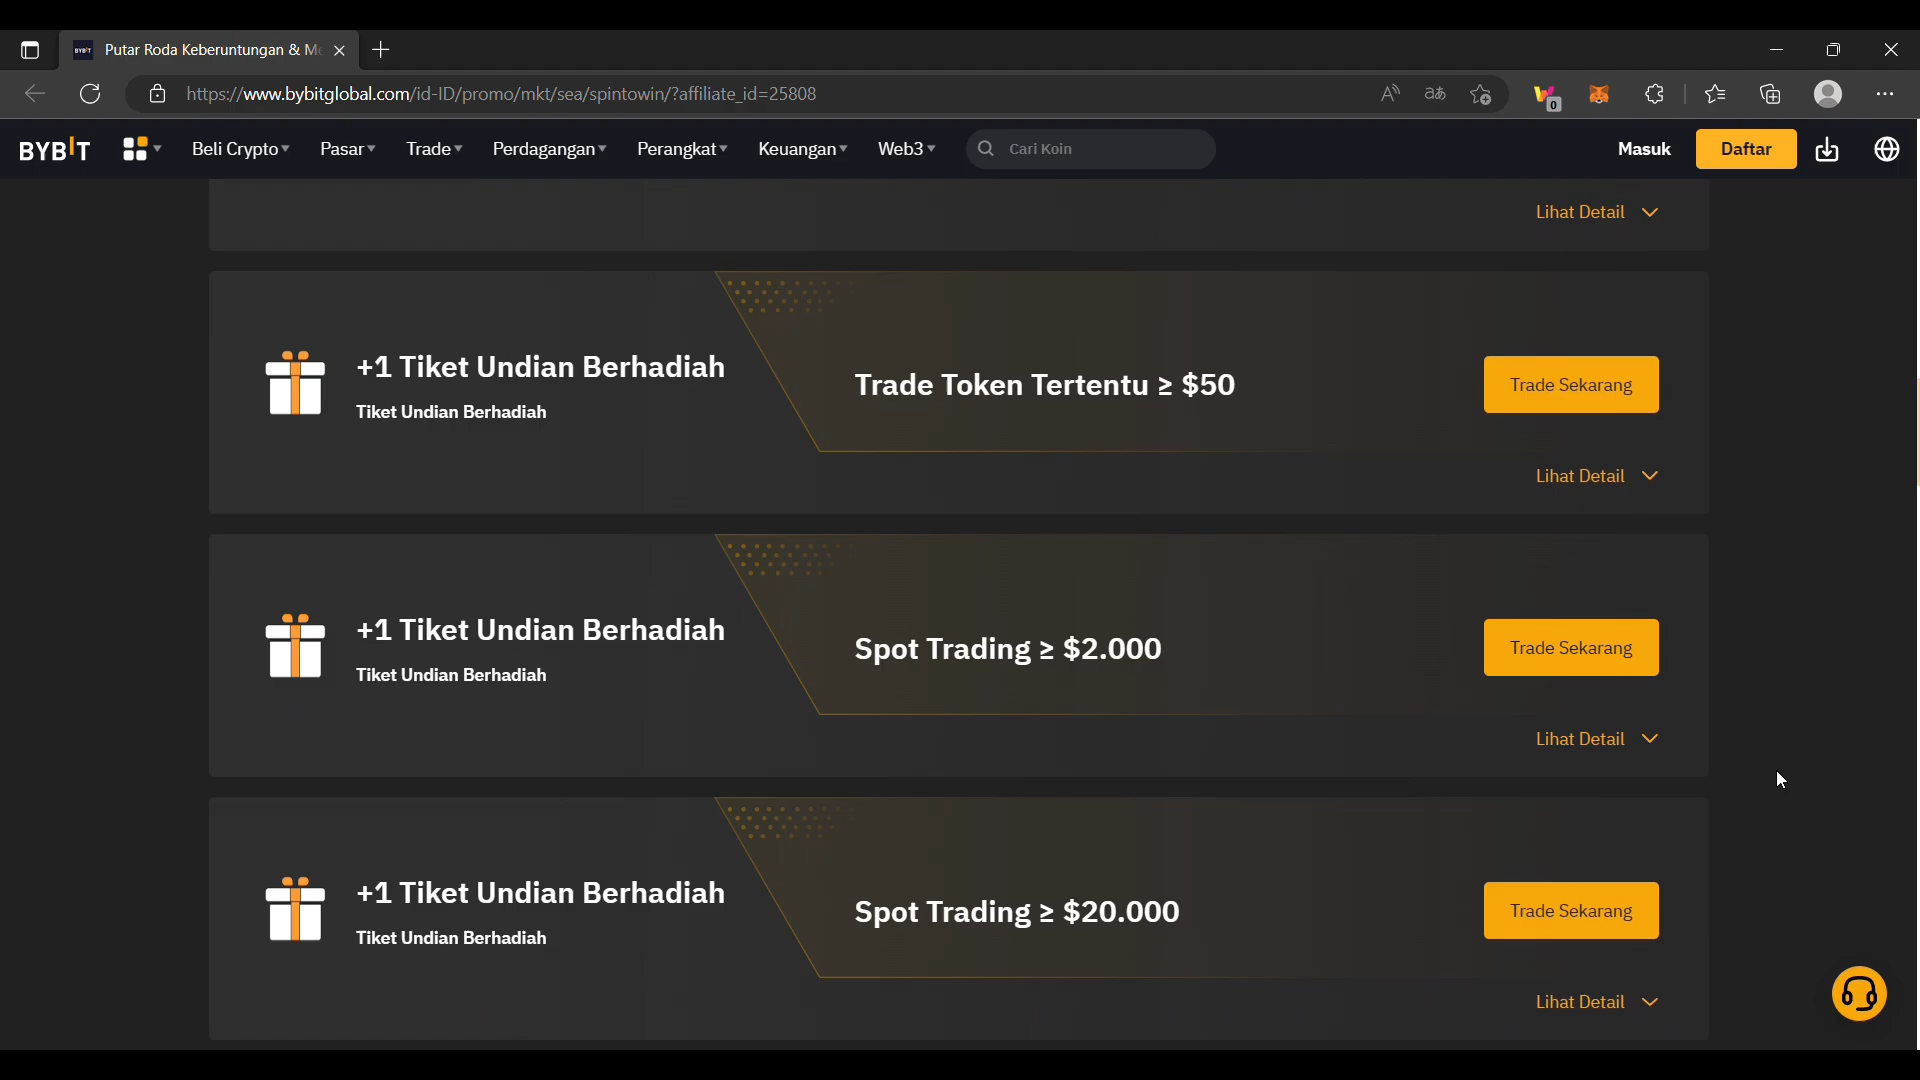 Putar Roda Keberuntungan & Me
https://www.bybitglobal.com/id-ID/promo/mkt/sea/spintowin/?affiliate_id=25808
0
BYBIT
Beli Crypto
Pasar
Trade
Perdagangan
Perangkat
Keuangan
Web3
Cari Koin
Masuk
Daftar
Lihat Detail
+1 Tiket Undian Berhadiah
Tiket Undian Berhadiah
Trade Token Tertentu ≥ $50
Trade Sekarang
Lihat Detail
+1 Tiket Undian Berhadiah
Tiket Undian Berhadiah
Spot Trading ≥ $2.000
Trade Sekarang
Lihat Detail
+1 Tiket Undian Berhadiah
Tiket Undian Berhadiah
Spot Trading ≥ $20.000
Trade Sekarang
Lihat Detail